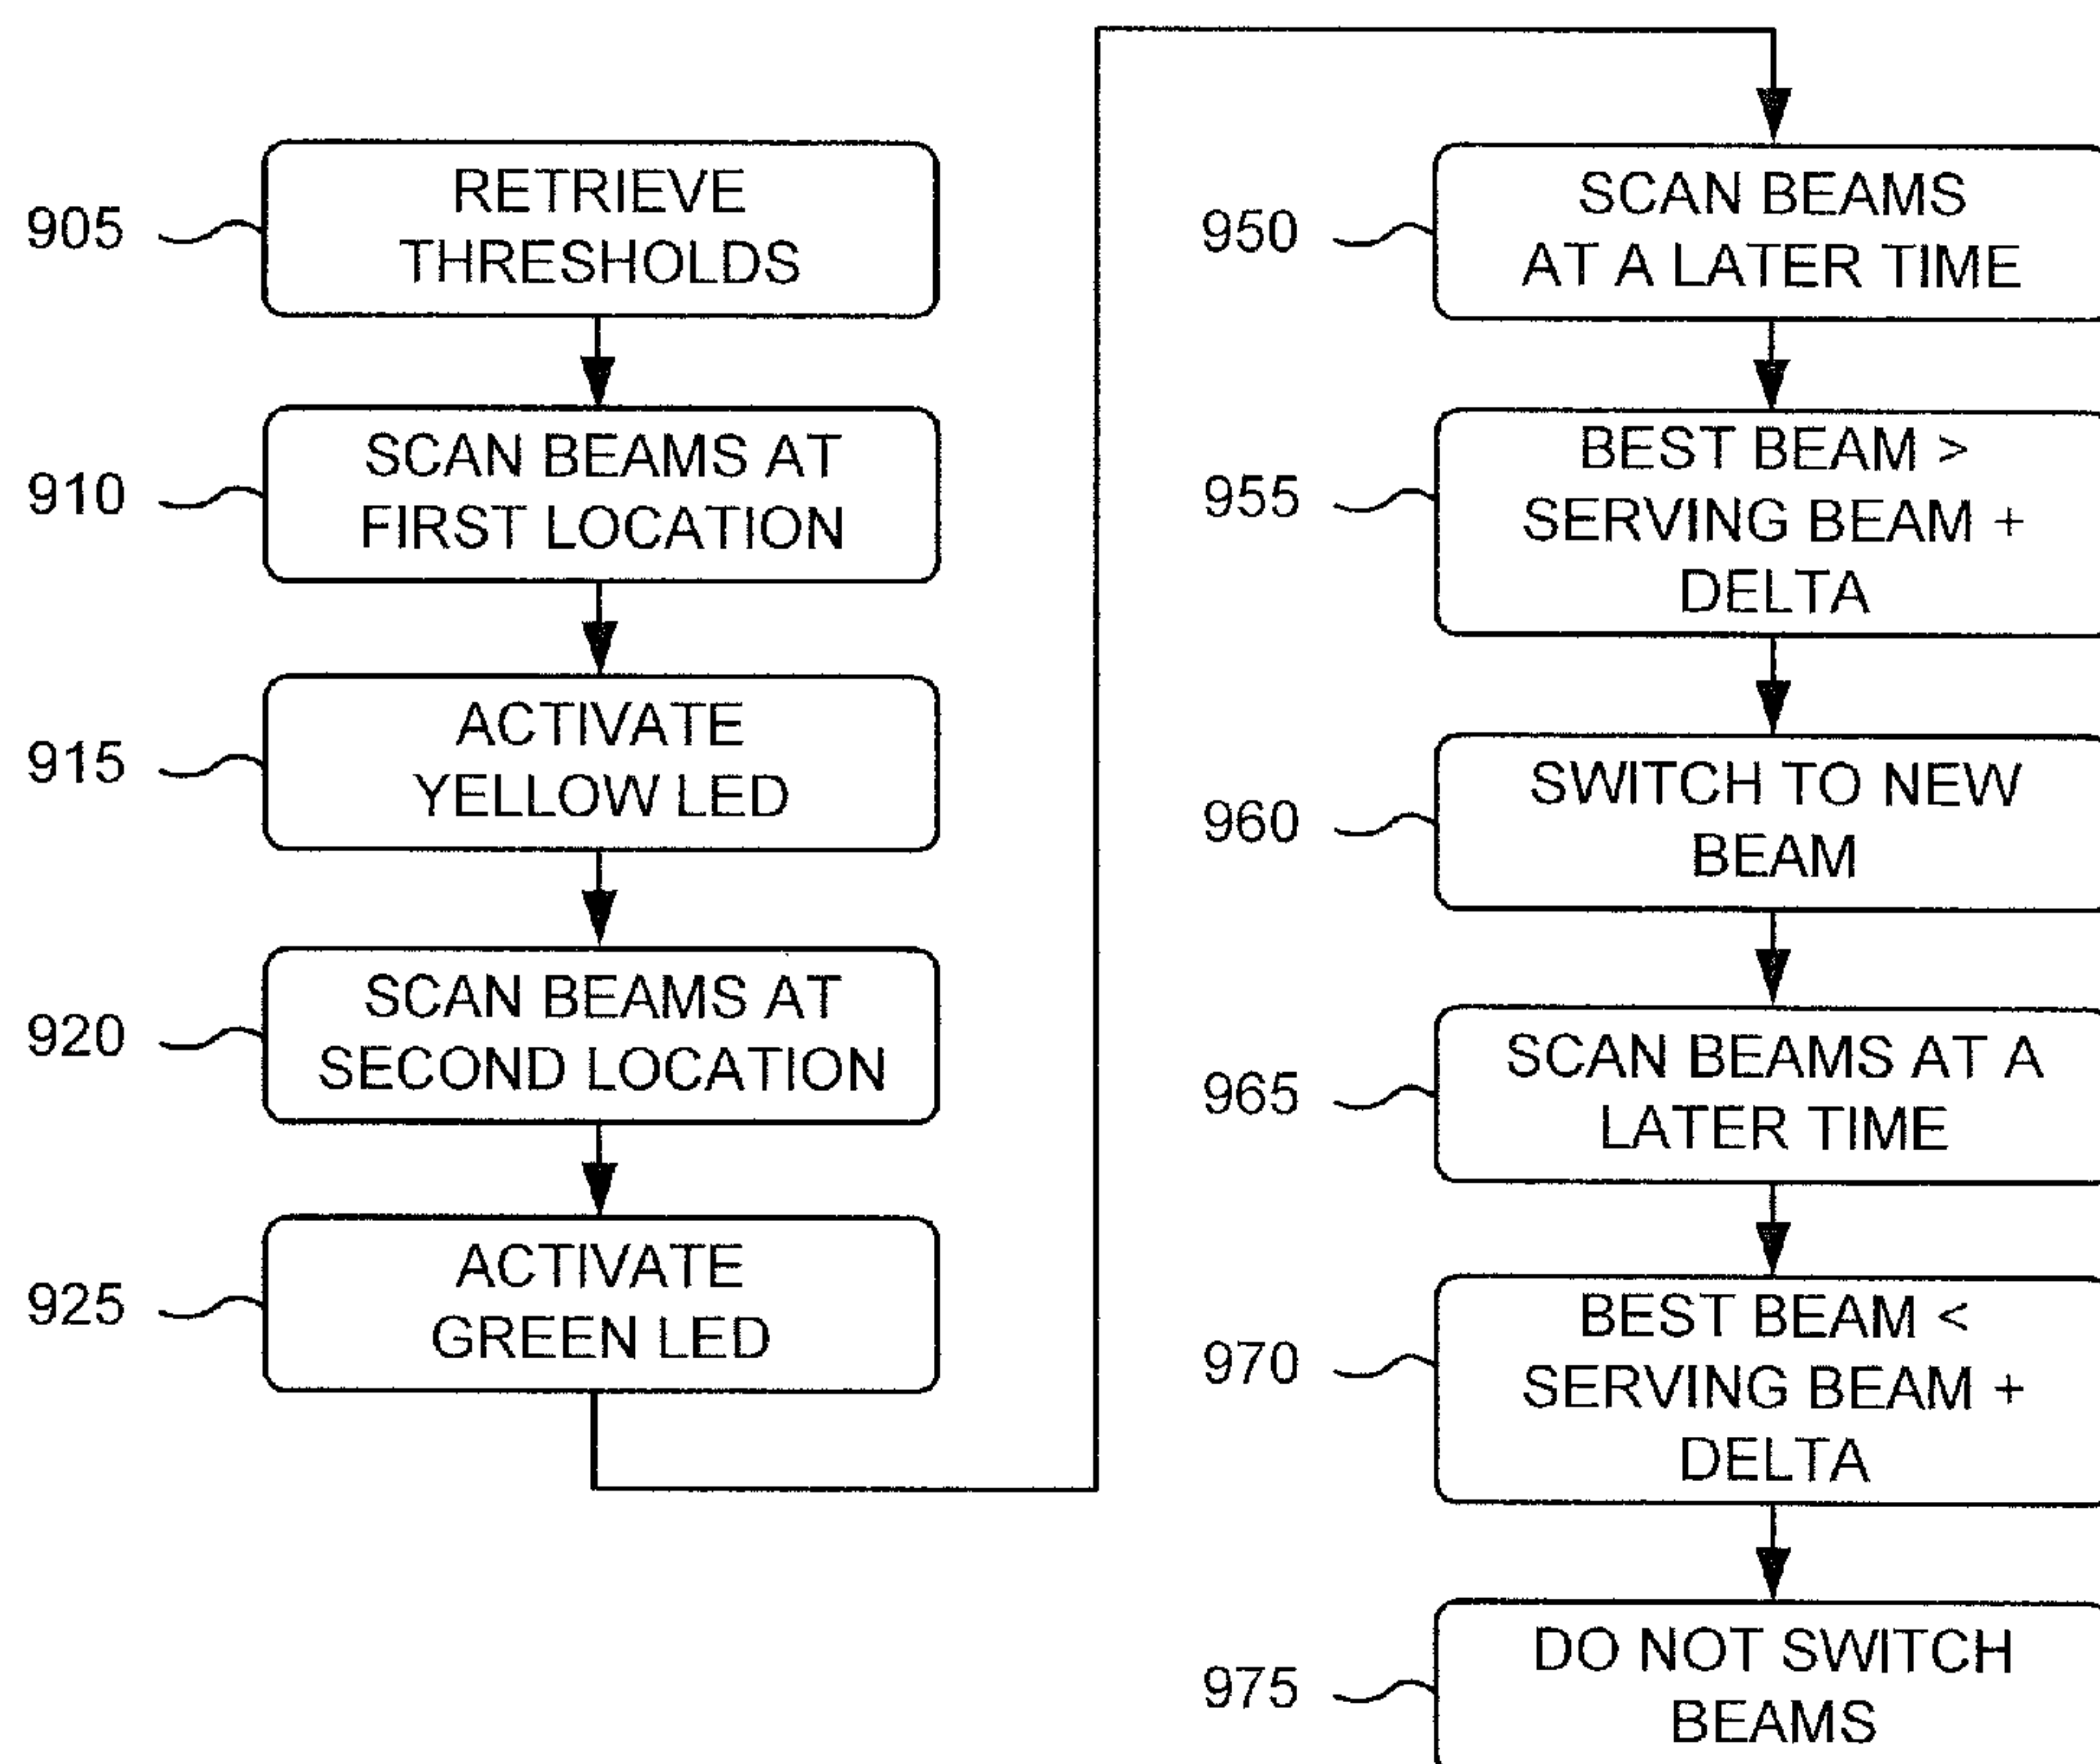 905
RETRIEVE
THRESHOLDS
910
SCAN BEAMS AT
FIRST LOCATION
915
ACTIVATE
YELLOW LED
920
SCAN BEAMS AT
SECOND LOCATION
925
ACTIVATE
GREEN LED
950
SCAN BEAMS
AT A LATER TIME
955
BEST BEAM >
SERVING BEAM +
DELTA
960
SWITCH TO NEW
BEAM
965
SCAN BEAMS AT A
LATER TIME
970
BEST BEAM <
SERVING BEAM +
DELTA
975
DO NOT SWITCH
BEAMS